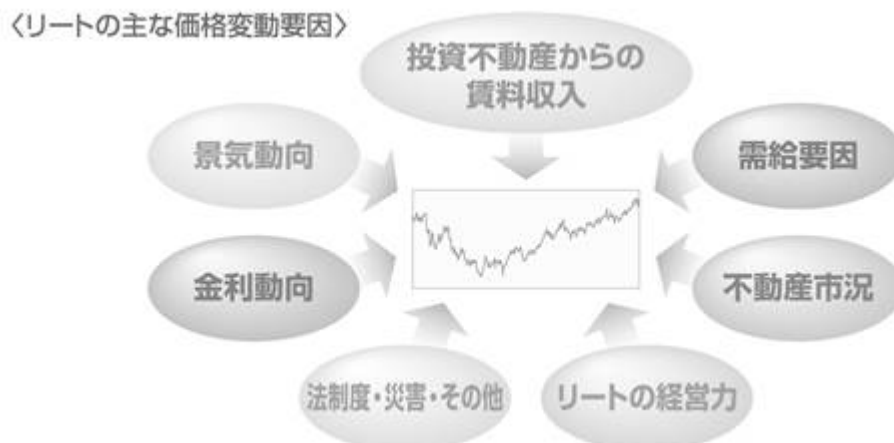 〈リートの主な価格変動要因〉
投資不動産からの
賃料収入
景気動向
需給要因
金利動向
不動産市況
法制度・災害・その他
リートの経営力